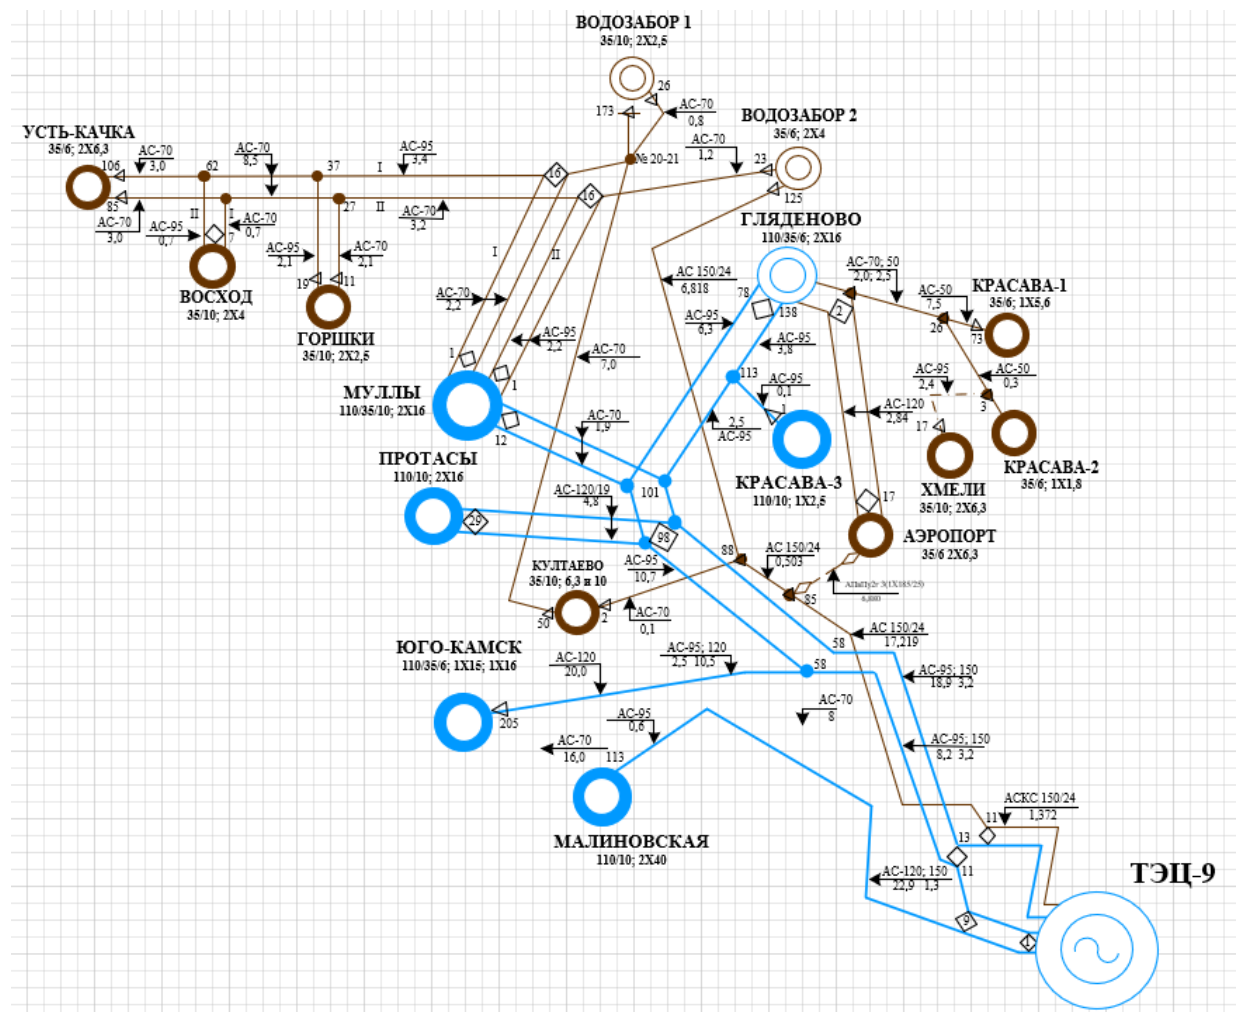 ВОДОЗАБОР 1
35/10; 2Х2,5
26
173
АС-70
0,8
ВОДОЗАБОР 2
35/6; 2Х4
АС-70
1,2
23
125
№ 20-21
УСТЬ-КАЧКА
35/6; 2Х6,3
106
АС-70
3,0
62
АС-70
8,5
37
АС-95
3,4
I
16
16
85
АС-70
3,0
II
I
АС-95
0,7
7
АС-70
0,7
27
II
АС-70
3,2
АС-95
2,1
АС-70
2,1
19
11
ВОСХОД
35/10; 2Х4
ГОРШКИ
35/10; 2Х2,5
I
II
АС-70
2,2
АС-95
2,2
1
1
АС-70
7,0
МУЛЛЫ
110/35/10; 2Х16
12
АС-70
1,9
ГЛЯДЕНОВО
110/35/6; 2Х16
АС 150/24
6,818
78
138
2
АС-95
6,3
АС-95
3,8
АС-70; 50
2,0; 2,5
АС-50
7,5
КРАСАВА-1
35/6; 1Х5,6
26
73
АС-50
0,3
АС-95
2,4
3
17
АС-120
2,84
113
АС-95
0,1
1
2,5
АС-95
КРАСАВА-3
110/10; 1Х2,5
КРАСАВА-2
35/6; 1Х1,8
ХМЕЛИ
35/10; 2Х6,3
17
АЭРОПОРТ
35/6 2Х6,3
ПРОТАСЫ
110/10; 2Х16
29
АС-120/19
4,8
101
98
АС-95
10,7
88
АС 150/24
0,503
85
КУЛТАЕВО
35/10; 6,3 и 10
50
2
АС-70
0,1
АС 150/24
17,219
58
58
ЮГО-КАМСК
110/35/6; 1Х15; 1Х16
АС-120
20,0
АС-95; 120
2,5 10,5
205
АС-95; 150
18,9 3,2
АС-70
8
АС-95
0,6
АС-70
16,0
113
АС-95; 150
8,2 3,2
МАЛИНОВСКАЯ
110/10; 2Х40
АСКС 150/24
1,372
11
13
11
АС-120; 150
22,9 1,3
9
1
ТЭЦ-9